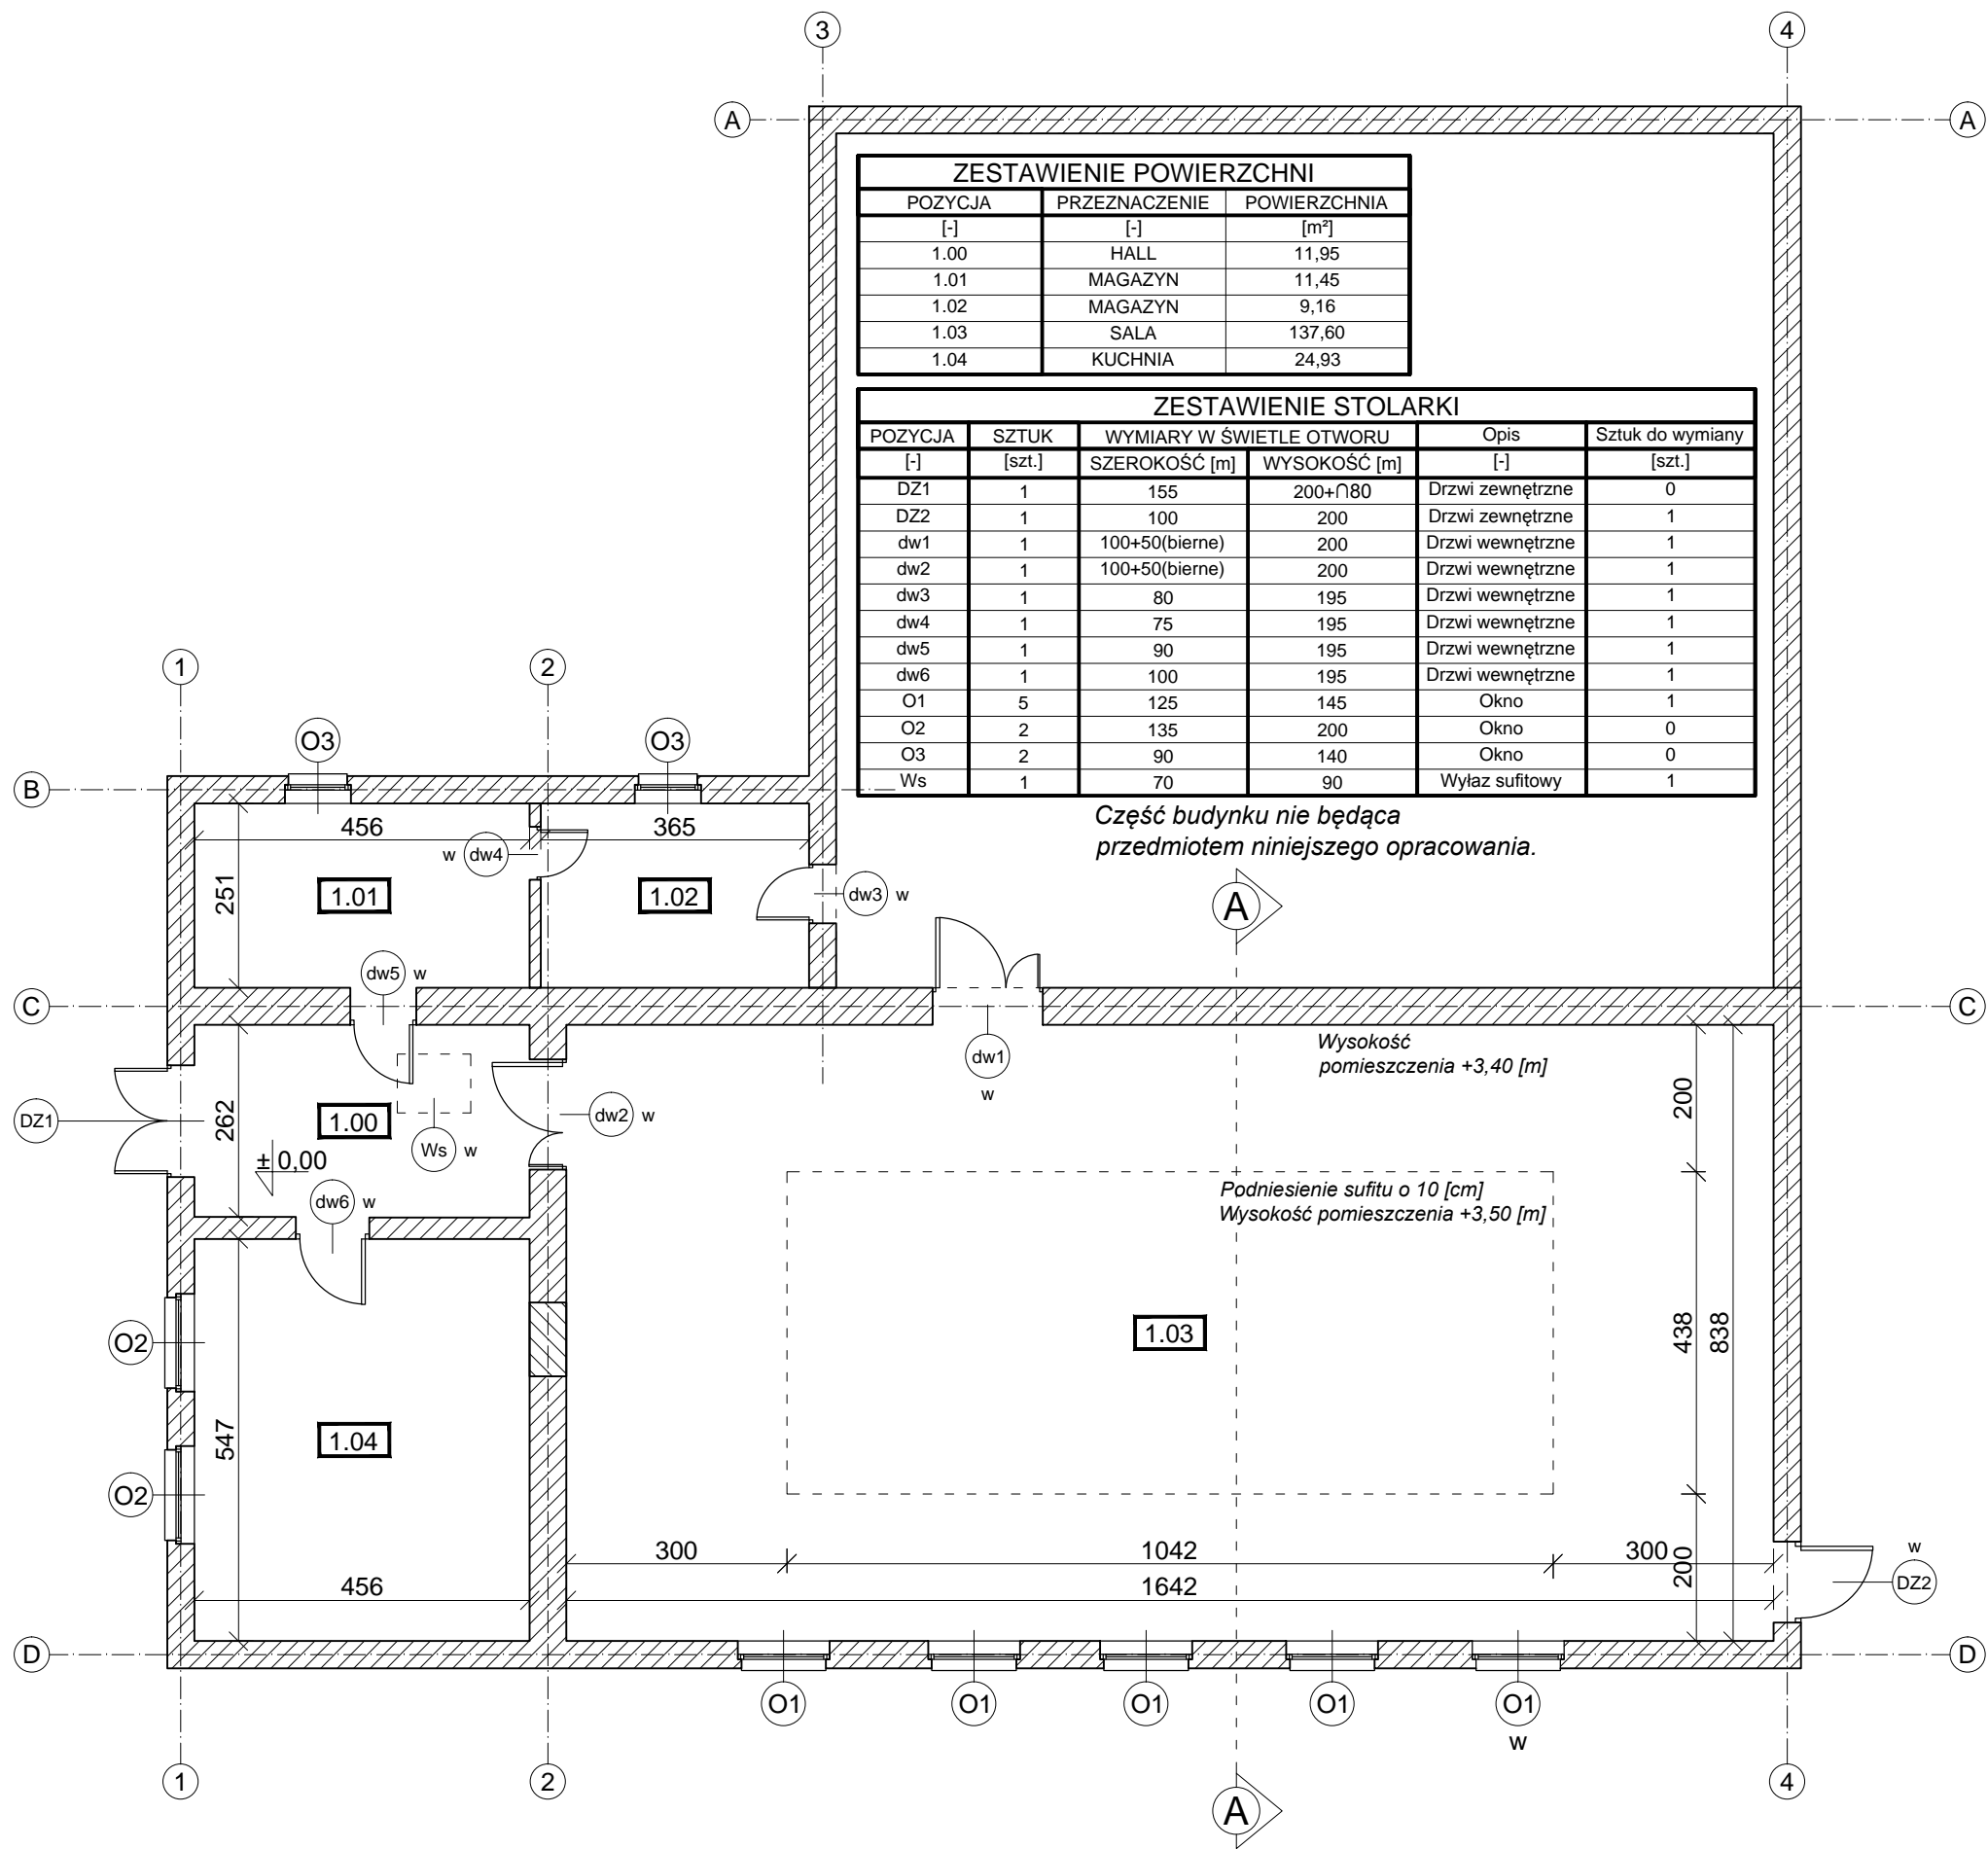 3
4
A
A
ZESTAWIENIE POWIERZCHNI
POZYCJA PRZEZNACZENIE POWIERZCHNIA
[-] [-] [m²]
1.00 HALL 11,95
1.01 MAGAZYN 11,45
1.02 MAGAZYN 9,16
1.03 SALA 137,60
1.04 KUCHNIA 24,93
ZESTAWIENIE STOLARKI
POZYCJA SZTUK WYMIARY W ŚWIETLE OTWORU Opis Sztuk do wymiany
[-] [szt.] SZEROKOŚĆ [m] WYSOKOŚĆ [m] [-] [szt.]
DZ1 1 155 200+∩80 Drzwi zewnętrzne 0
DZ2 1 100 200 Drzwi zewnętrzne 1
dw1 1 100+50(bierne) 200 Drzwi wewnętrzne 1
dw2 1 100+50(bierne) 200 Drzwi wewnętrzne 1
dw3 1 80 195 Drzwi wewnętrzne 1
dw4 1 75 195 Drzwi wewnętrzne 1
dw5 1 90 195 Drzwi wewnętrzne 1
dw6 1 100 195 Drzwi wewnętrzne 1
O1 5 125 145 Okno 1
O2 2 135 200 Okno 0
O3 2 90 140 Okno 0
Ws 1 70 90 Wyłaz sufitowy 1
Część budynku nie będąca
przedmiotem niniejszego opracowania.
1
2
O3
O3
B
456
365
w dw4
251
1.01
1.02
dw3 w
A
dw5 w
C
C
Wysokość
pomieszczenia +3,40 [m]
dw1
w
200
DZ1
262
1.00
Ws w
dw2 w
± 0,00
dw6 w
Podniesienie sufitu o 10 [cm]
Wysokość pomieszczenia +3,50 [m]
O2
1.03
438
838
547
1.04
O2
300
1042
300
200
w
DZ2
456
1642
D
D
O1
O1
O1
O1
O1
w
1
2
A
4